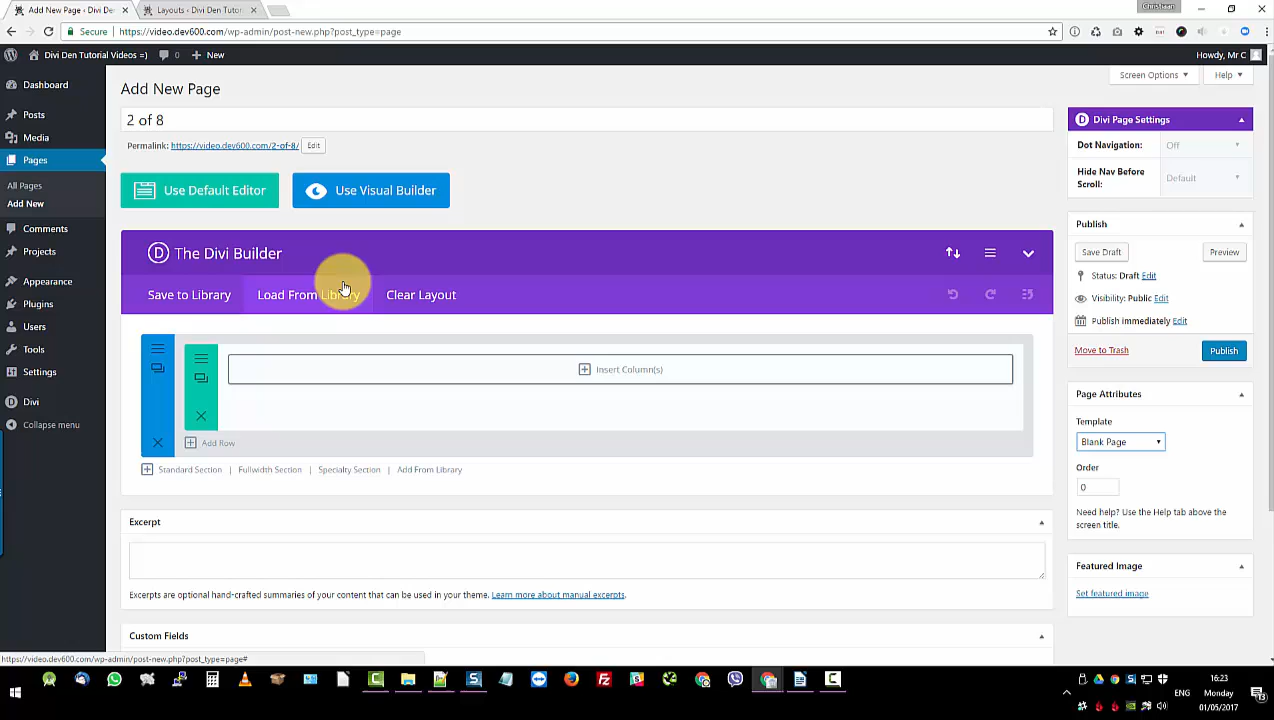 Add New Page ‹ Divi De
Layouts ‹ Divi Den Tutor
Christiaan
Secure
https://video.dev600.com/wp-admin/post-new.php?post_type=page
Divi Den Tutorial Videos =)
0
New
Howdy, Mr C
Screen Options
Help
Dashboard
Posts
Media
Pages
All Pages
Add New
Comments
Projects
Appearance
Plugins
Users
Tools
Settings
Divi
Collapse menu
Add New Page
2 of 8
Permalink: https://video.dev600.com/2-of-8/ Edit
Use Default Editor
Use Visual Builder
D The Divi Builder
Save to Library
Load From Library
Clear Layout
Insert Column(s)
Add Row
Standard Section | Fullwidth Section | Specialty Section | Add From Library
Excerpt
Excerpts are optional hand-crafted summaries of your content that can be used in your theme. Learn more about manual excerpts.
Custom Fields
D Divi Page Settings
Dot Navigation:
Off
Hide Nav Before
Scroll:
Default
Publish
Save Draft
Preview
Status: Draft Edit
Visibility: Public Edit
Publish immediately Edit
Move to Trash
Publish
Page Attributes
Template
Blank Page
Order
0
Need help? Use the Help tab above the
screen title.
Featured Image
Set featured image
https://video.dev600.com/wp-admin/post-new.php?post_type=page#
ENG
16:23
Monday
01/05/2017